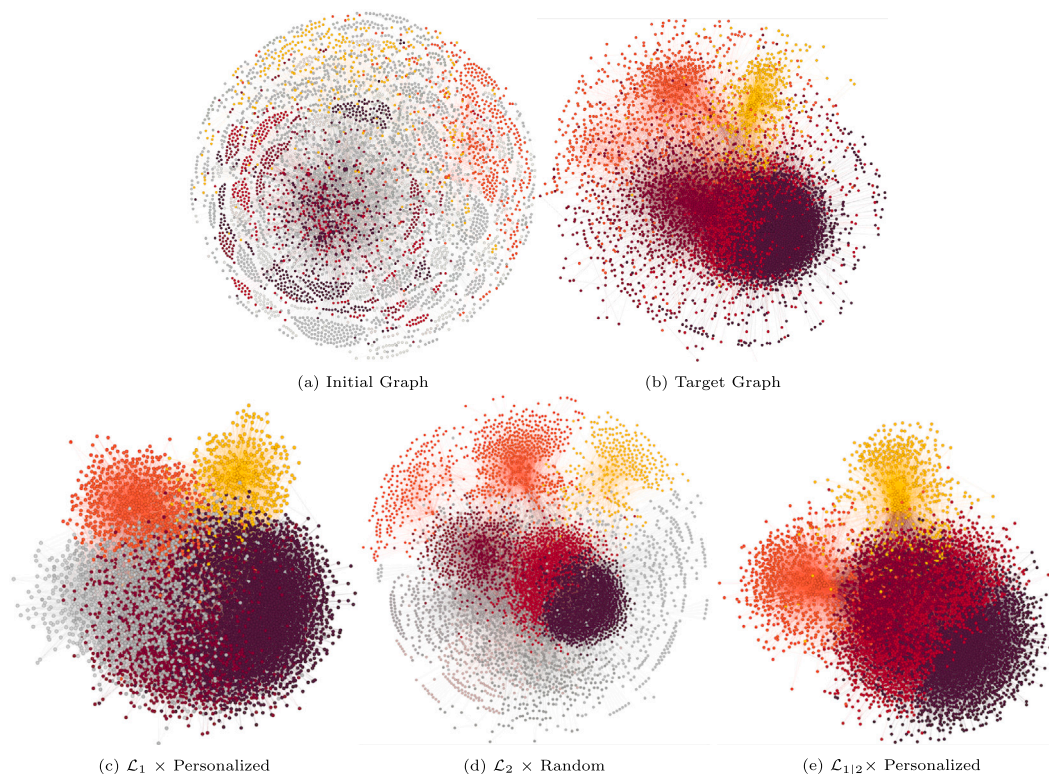 (a) Initial Graph
(b) Target Graph
(c) ℒ₁ × Personalized
(d) ℒ₂ × Random
(e) ℒ₁|₂× Personalized